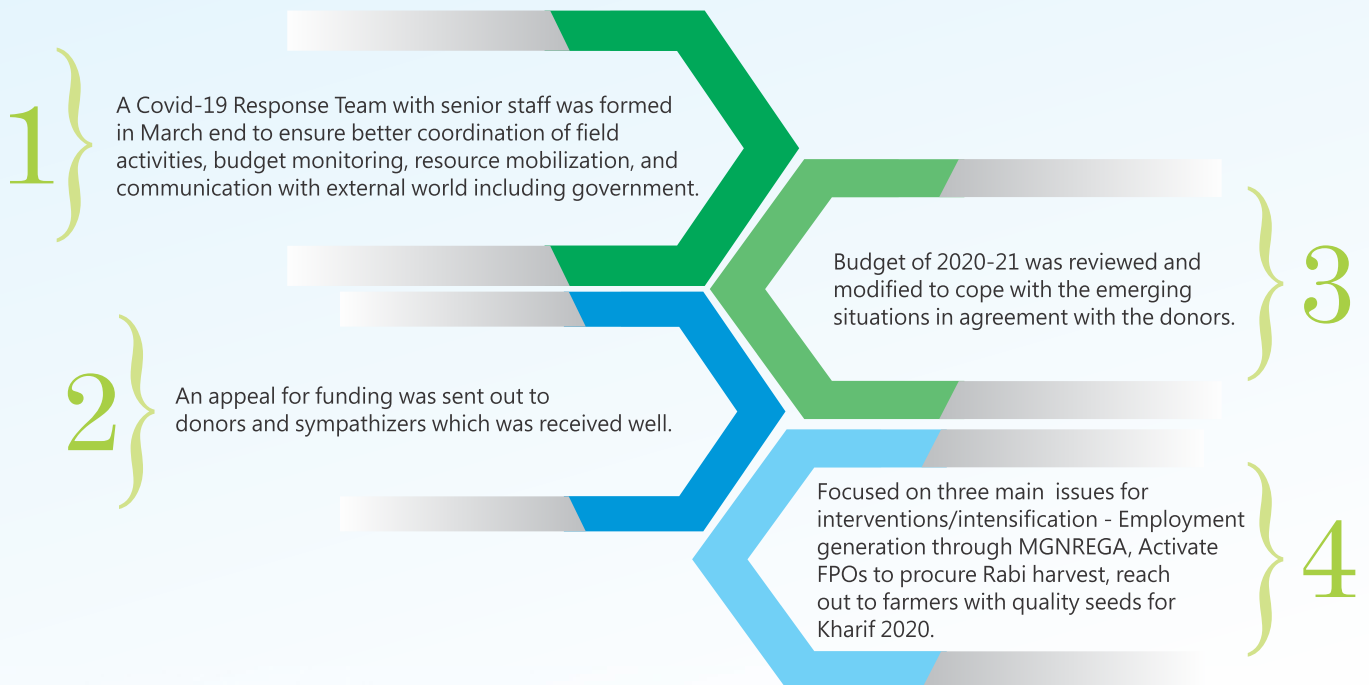 1
A Covid-19 Response Team with senior staff was formed
in March end to ensure better coordination of field
activities, budget monitoring, resource mobilization, and
communication with external world including government.
2
An appeal for funding was sent out to
donors and sympathizers which was received well.
3
Budget of 2020-21 was reviewed and
modified to cope with the emerging
situations in agreement with the donors.
4
Focused on three main issues for
interventions/intensification - Employment
generation through MGNREGA, Activate
FPOs to procure Rabi harvest, reach
out to farmers with quality seeds for
Kharif 2020.